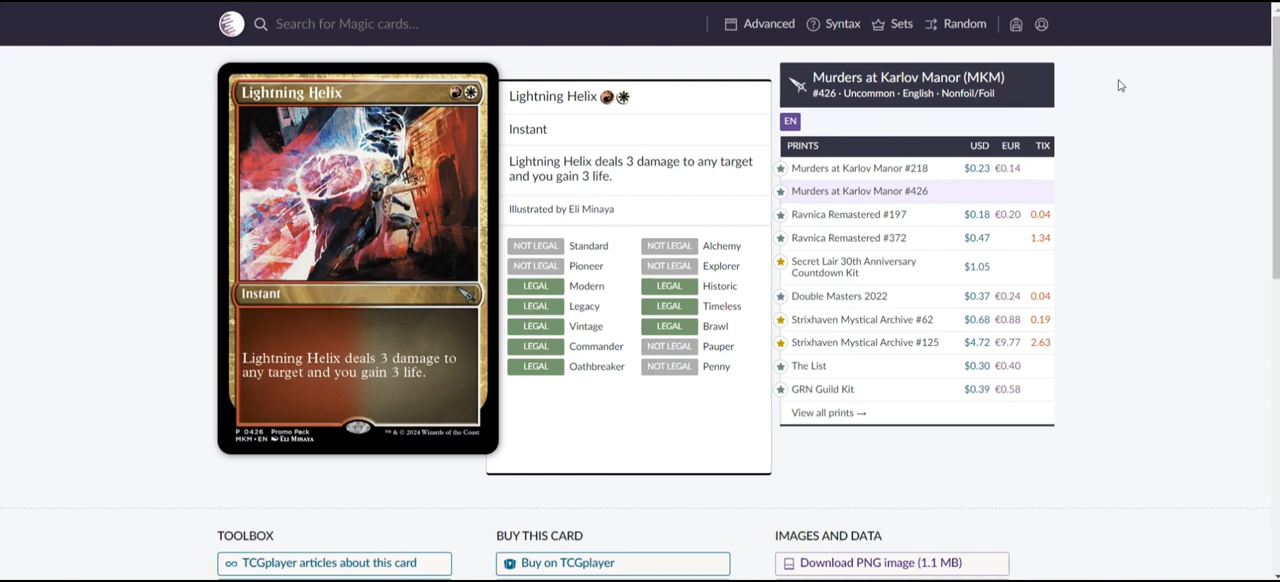 Search for Magic cards...
Advanced
Syntax
Sets
Random
Lightning Helix
Instant
Lightning Helix deals 3 damage to
any target and you gain 3 life.
P 0426 Promo Pack
MKM • EN Eli Minaya
™ & © 2024 Wizards of the Coast
Lightning Helix
Instant
Lightning Helix deals 3 damage to any target
and you gain 3 life.
Illustrated by Eli Minaya
NOT LEGAL Standard NOT LEGAL Alchemy
NOT LEGAL Pioneer NOT LEGAL Explorer
LEGAL Modern LEGAL Historic
LEGAL Legacy LEGAL Timeless
LEGAL Vintage LEGAL Brawl
LEGAL Commander NOT LEGAL Pauper
LEGAL Oathbreaker NOT LEGAL Penny
Murders at Karlov Manor (MKM)
#426 · Uncommon · English · Nonfoil/Foil
EN
PRINTS USD EUR TIX
Murders at Karlov Manor #218 $0.23 €0.14
Murders at Karlov Manor #426
Ravnica Remastered #197 $0.18 €0.20 0.04
Ravnica Remastered #372 $0.47 1.34
Secret Lair 30th Anniversary
Countdown Kit $1.05
Double Masters 2022 $0.37 €0.24 0.04
Strixhaven Mystical Archive #62 $0.68 €0.88 0.19
Strixhaven Mystical Archive #125 $4.72 €9.77 2.63
The List $0.30 €0.40
GRN Guild Kit $0.39 €0.58
View all prints →
TOOLBOX
TCGplayer articles about this card
BUY THIS CARD
Buy on TCGplayer
IMAGES AND DATA
Download PNG image (1.1 MB)